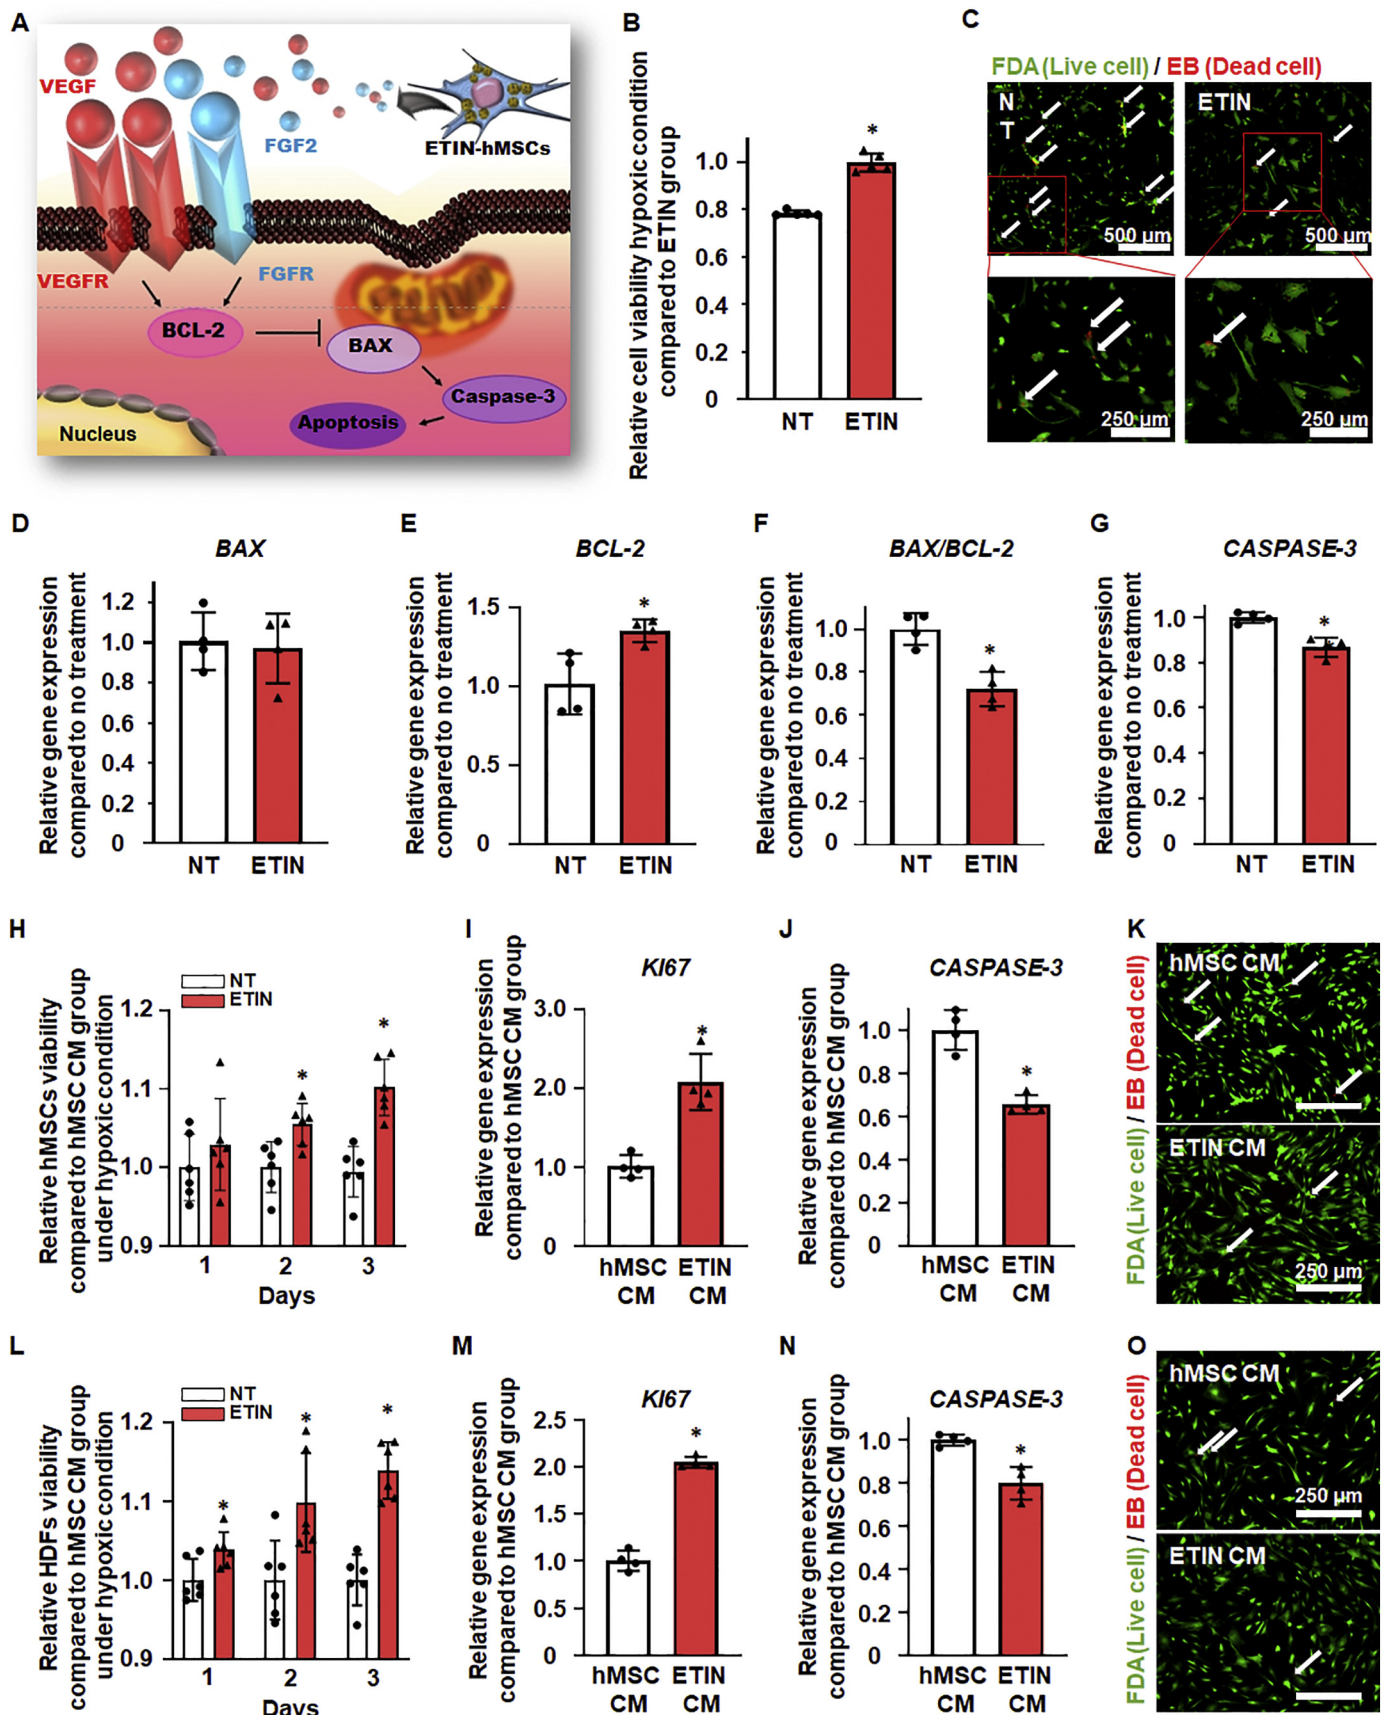 A
VEGF
FGF2
ETIN-hMSCs
VEGFR
FGFR
BCL-2
BAX
Caspase-3
Apoptosis
Nucleus
B
Relative cell viability hypoxic condition
compared to ETIN group
1.0
0.8
0.6
0.4
0.2
0
*
NT
ETIN
C
FDA (Live cell) / EB (Dead cell)
N
T
500 µm
ETIN
500 µm
250 µm
250 µm
D
BAX
Relative gene expression
compared to no treatment
1.2
1.0
0.8
0.6
0.4
0.2
0
NT
ETIN
E
BCL-2
Relative gene expression
compared to no treatment
1.5
1.0
0.5
0
*
NT
ETIN
F
BAX/BCL-2
Relative gene expression
compared to no treatment
1.0
0.8
0.6
0.4
0.2
0
*
NT
ETIN
G
CASPASE-3
Relative gene expression
compared to no treatment
1.0
0.8
0.6
0.4
0.2
0
*
NT
ETIN
H
Relative hMSCs viability
compared to hMSC CM group
under hypoxic condition
NT
ETIN
1.2
1.1
1.0
0.9
*
*
1
2
3
Days
I
KI67
Relative gene expression
compared to hMSC CM group
3.0
2.0
1.0
0
*
hMSC
CM
ETIN
CM
J
CASPASE-3
Relative gene expression
compared to hMSC CM group
1.0
0.8
0.6
0.4
0.2
0
*
hMSC
CM
ETIN
CM
K
FDA (Live cell) / EB (Dead cell)
hMSC CM
ETIN CM
250 µm
L
Relative HDFs viability
compared to hMSC CM group
under hypoxic condition
NT
ETIN
1.2
1.1
1.0
0.9
*
*
*
1
2
3
Days
M
KI67
Relative gene expression
compared to hMSC CM group
2.5
2.0
1.5
1.0
0.5
0
*
hMSC
CM
ETIN
CM
N
CASPASE-3
Relative gene expression
compared to hMSC CM group
1.0
0.8
0.6
0.4
0.2
0
*
hMSC
CM
ETIN
CM
O
FDA (Live cell) / EB (Dead cell)
hMSC CM
250 µm
ETIN CM